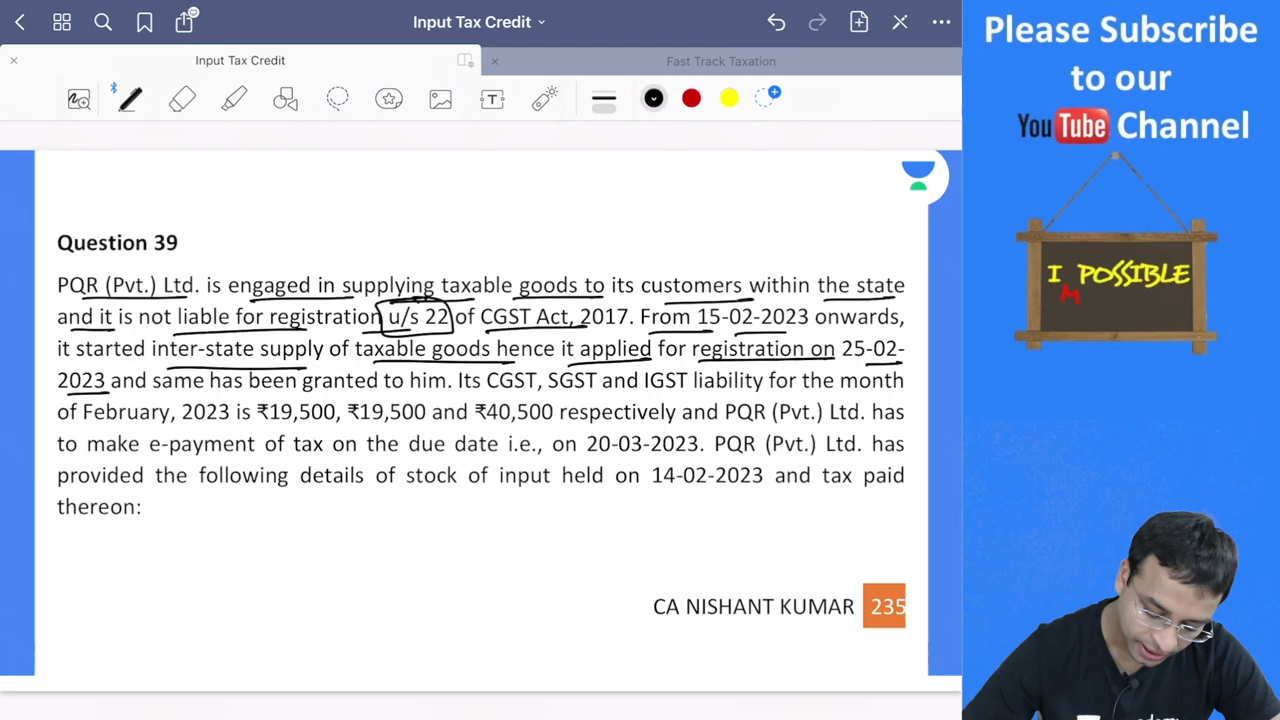 Input Tax Credit
Please Subscribe
to our
YouTube Channel
Input Tax Credit
Fast Track Taxation
T
I POSSIBLE
M
Question 39
PQR (Pvt.) Ltd. is engaged in supplying taxable goods to its customers within the state
and it is not liable for registration u/s 22 of CGST Act, 2017. From 15-02-2023 onwards,
it started inter-state supply of taxable goods hence it applied for registration on 25-02-
2023 and same has been granted to him. Its CGST, SGST and IGST liability for the month
of February, 2023 is ₹19,500, ₹19,500 and ₹40,500 respectively and PQR (Pvt.) Ltd. has
to make e-payment of tax on the due date i.e., on 20-03-2023. PQR (Pvt.) Ltd. has
provided the following details of stock of input held on 14-02-2023 and tax paid
thereon:
CA NISHANT KUMAR 235